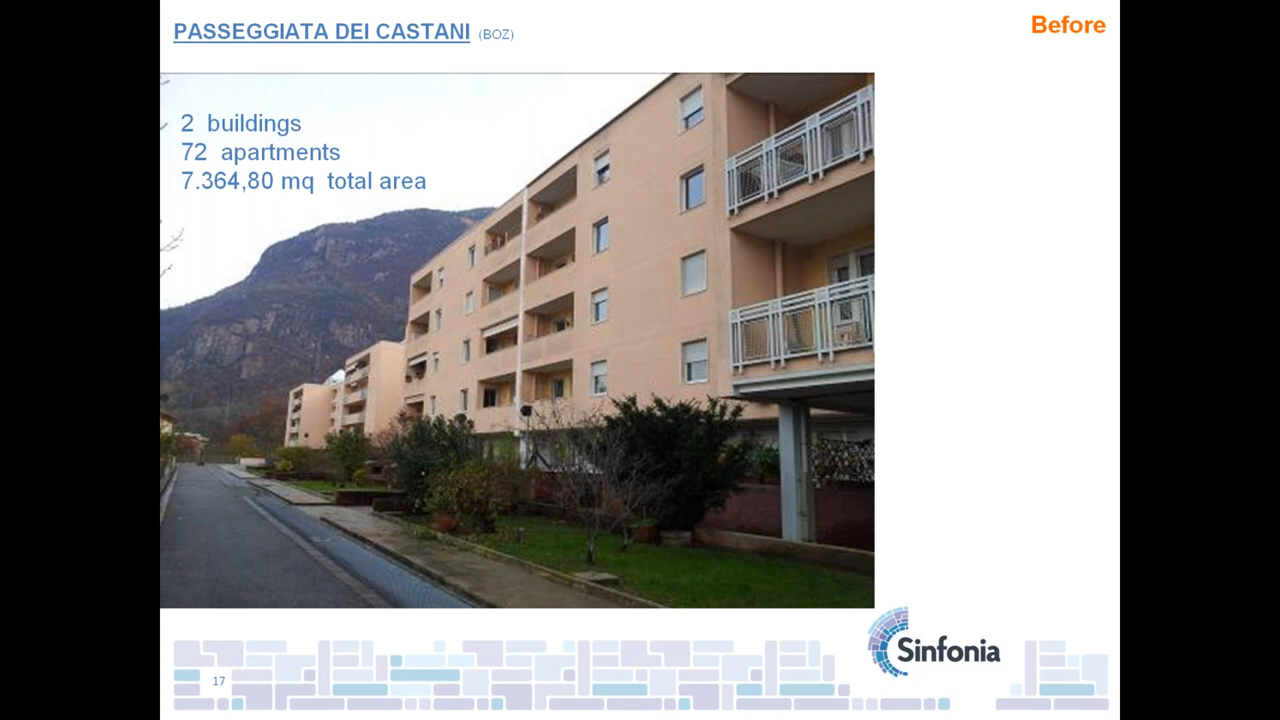 PASSEGGIATA DEI CASTANI (BOZ)
Before
2 buildings
72 apartments
7.364,80 mq total area
Sinfonia
17